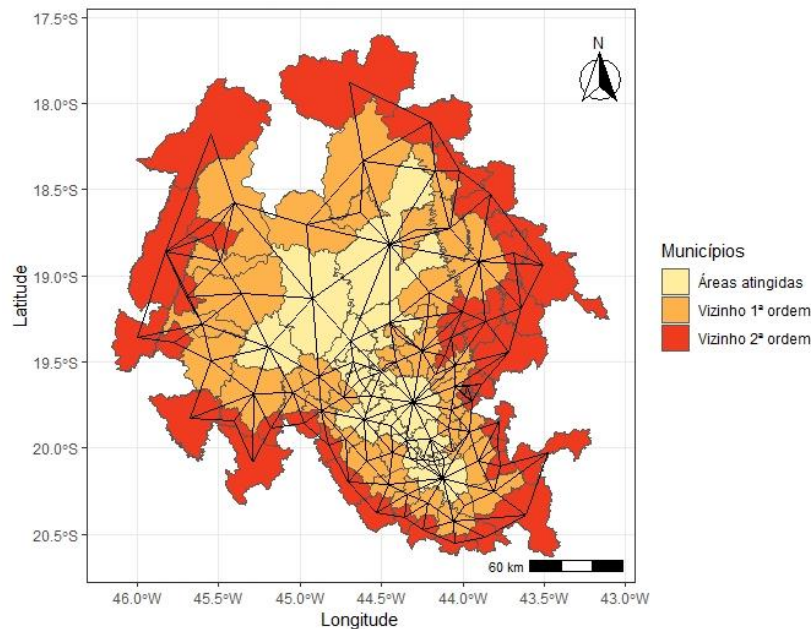 17.5°S
18.0°S
18.5°S
19.0°S
19.5°S
20.0°S
20.5°S
Latitude
N
60 km
46.0°W 45.5°W 45.0°W 44.5°W 44.0°W 43.5°W 43.0°W
Longitude
Municípios
Áreas atingidas
Vizinho 1ª ordem
Vizinho 2ª ordem